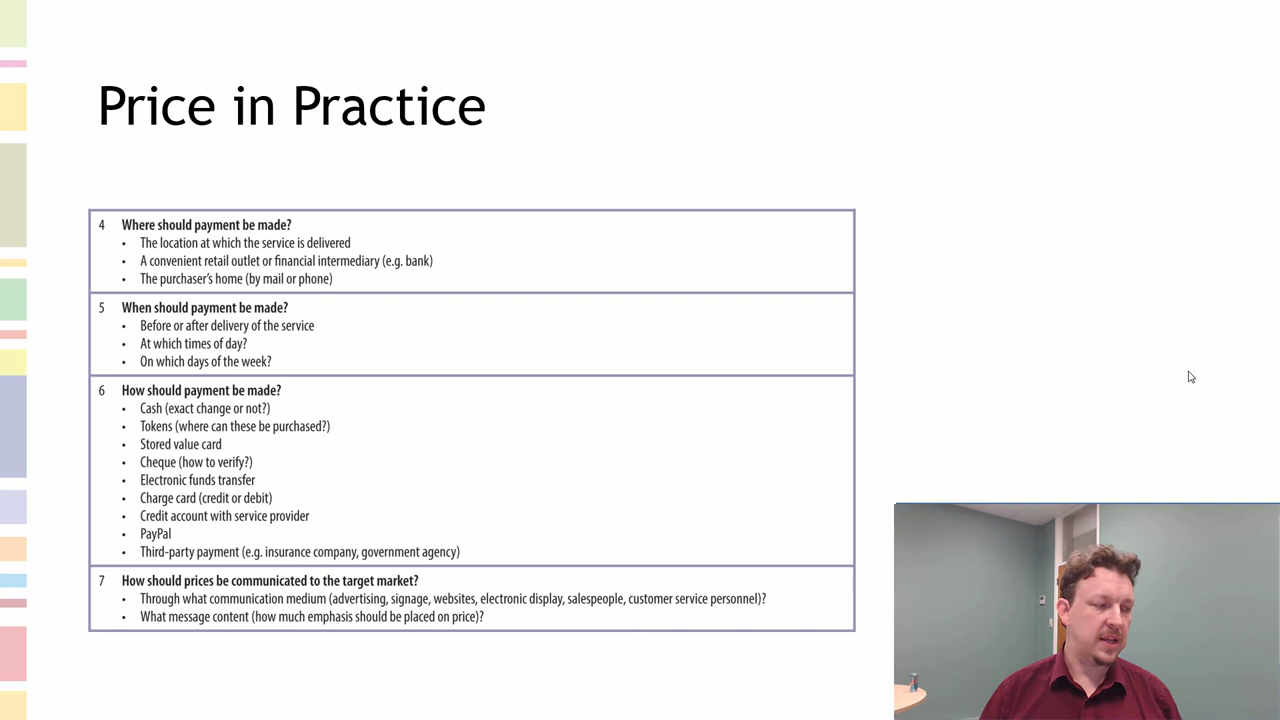 Price in Practice
4 Where should payment be made?
• The location at which the service is delivered
• A convenient retail outlet or financial intermediary (e.g. bank)
• The purchaser's home (by mail or phone)
5 When should payment be made?
• Before or after delivery of the service
• At which times of day?
• On which days of the week?
6 How should payment be made?
• Cash (exact change or not?)
• Tokens (where can these be purchased?)
• Stored value card
• Cheque (how to verify?)
• Electronic funds transfer
• Charge card (credit or debit)
• Credit account with service provider
• PayPal
• Third-party payment (e.g. insurance company, government agency)
7 How should prices be communicated to the target market?
• Through what communication medium (advertising, signage, websites, electronic display, salespeople, customer service personnel)?
• What message content (how much emphasis should be placed on price)?